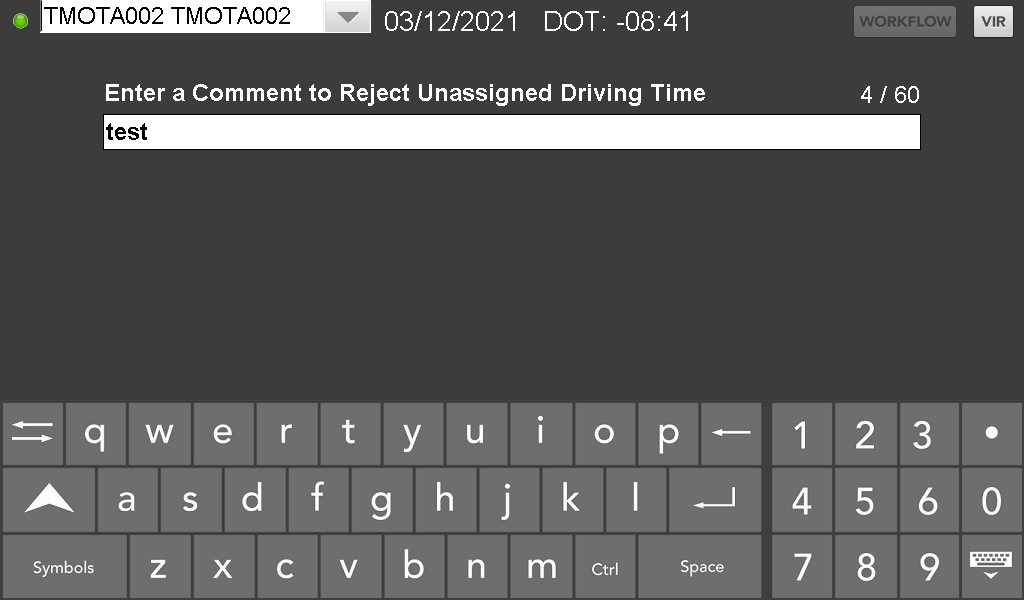 TMOTA002 TMOTA002 03/12/2021 DOT: -08:41 WORKFLOW VIR
Enter a Comment to Reject Unassigned Driving Time 4 / 60
test
q w e r t y u i o p 1 2 3 •
a s d f g h j k l 4 5 6 0
Symbols z x c v b n m Ctrl Space 7 8 9